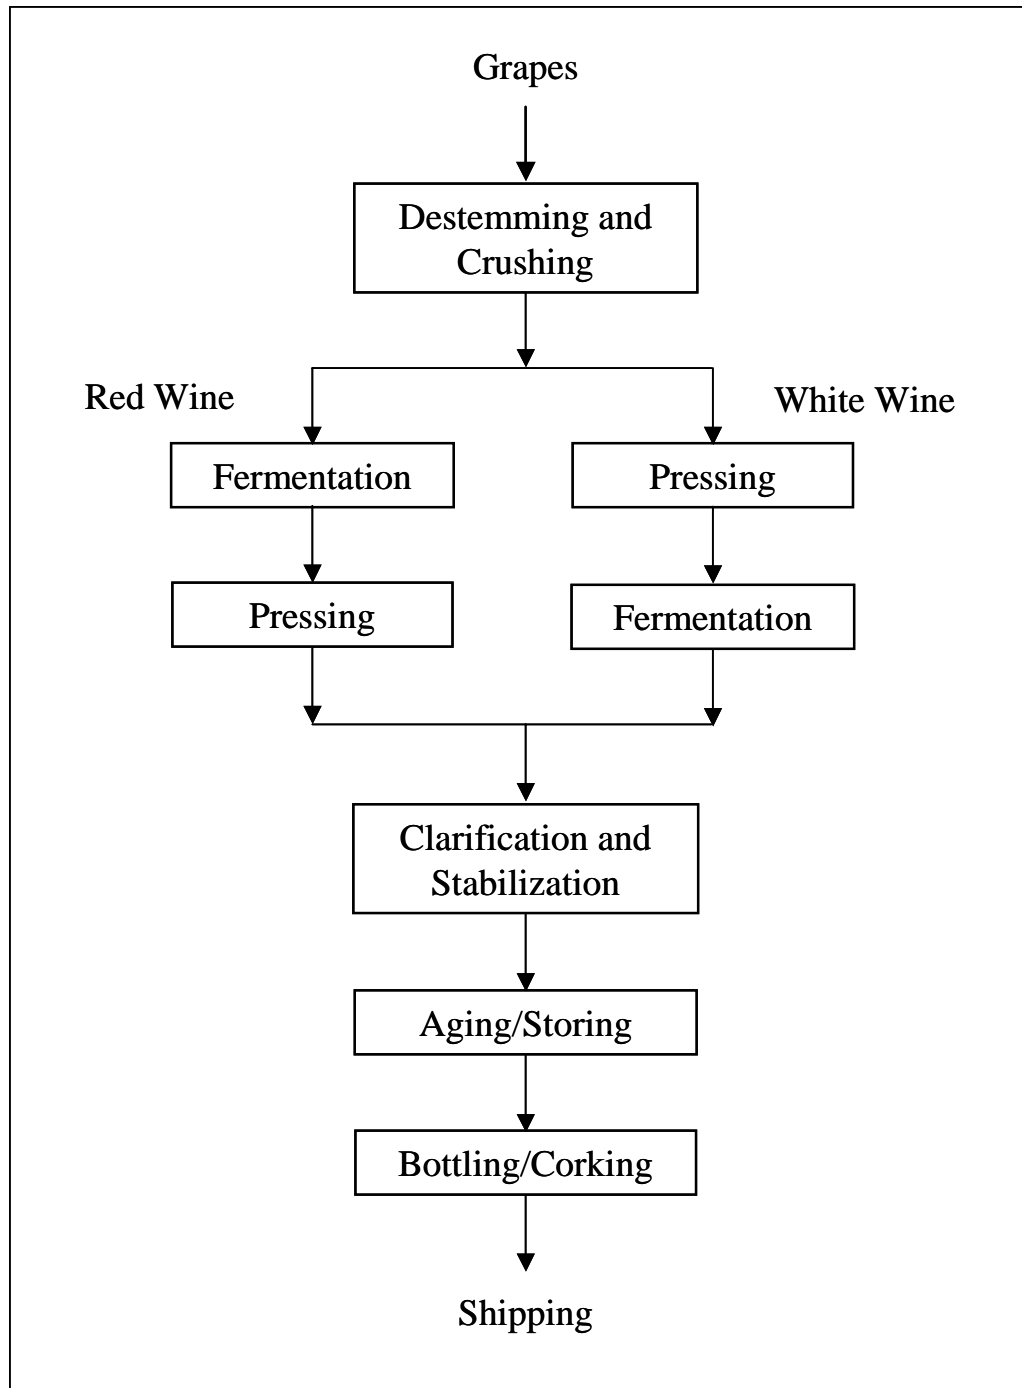 Grapes
Destemming and
Crushing
Red Wine
White Wine
Fermentation
Pressing
Pressing
Fermentation
Clarification and
Stabilization
Aging/Storing
Bottling/Corking
Shipping